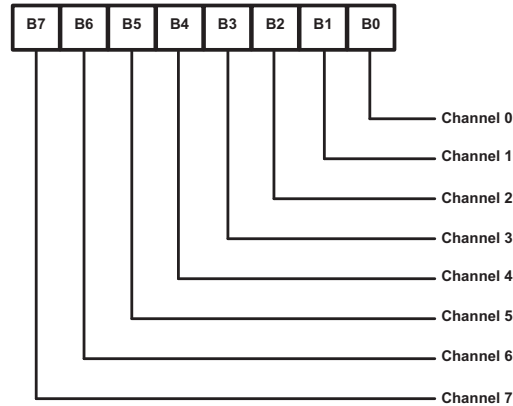 B7 B6 B5 B4 B3 B2 B1 B0
Channel 0
Channel 1
Channel 2
Channel 3
Channel 4
Channel 5
Channel 6
Channel 7